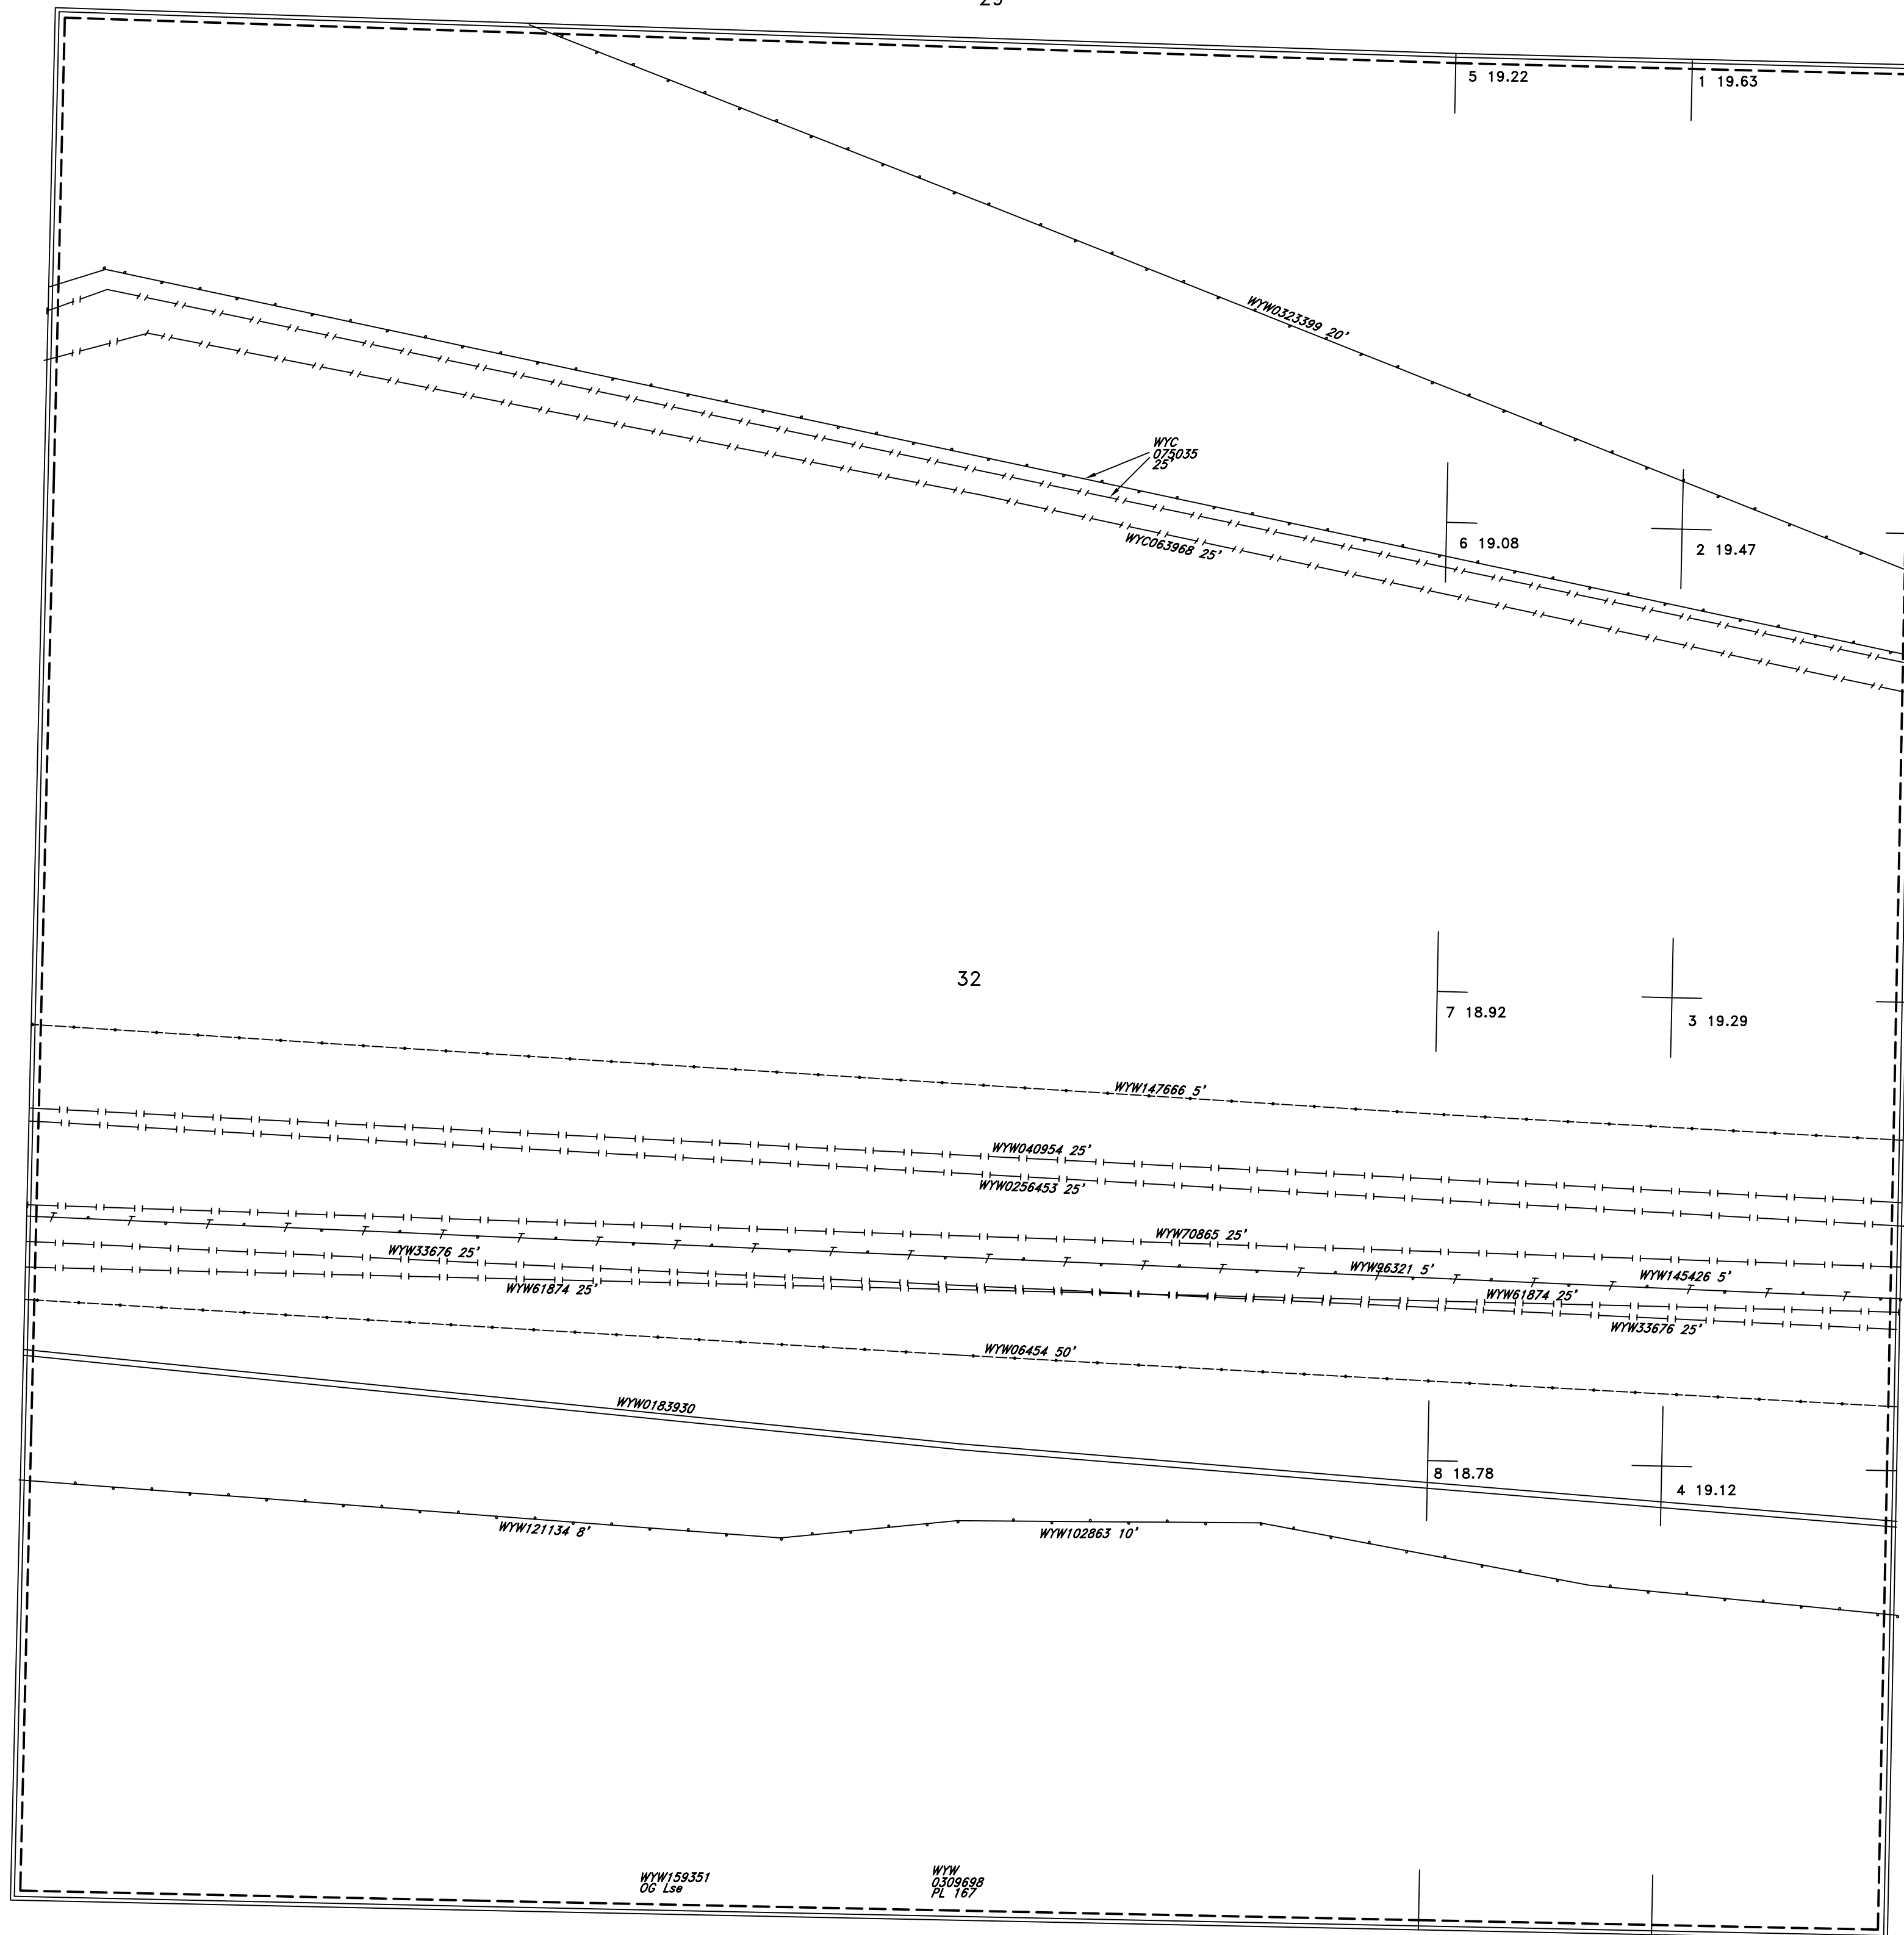 5 19.22
1 19.63
WYW0323399 20'
WYC
075035
25'
WYC063968 25'
6 19.08
2 19.47
32
7 18.92
3 19.29
WYW147666 5'
WYW040954 25'
WYW0256453 25'
WYW70865 25'
WYW33676 25'
WYW96321 5'
WYW145426 5'
WYW61874 25'
WYW61874 25'
WYW33676 25'
WYW06454 50'
WYW0183930
8 18.78
4 19.12
WYW121134 8'
WYW102863 10'
WYW159351
OG Lse
WYW
0309698
PL 167